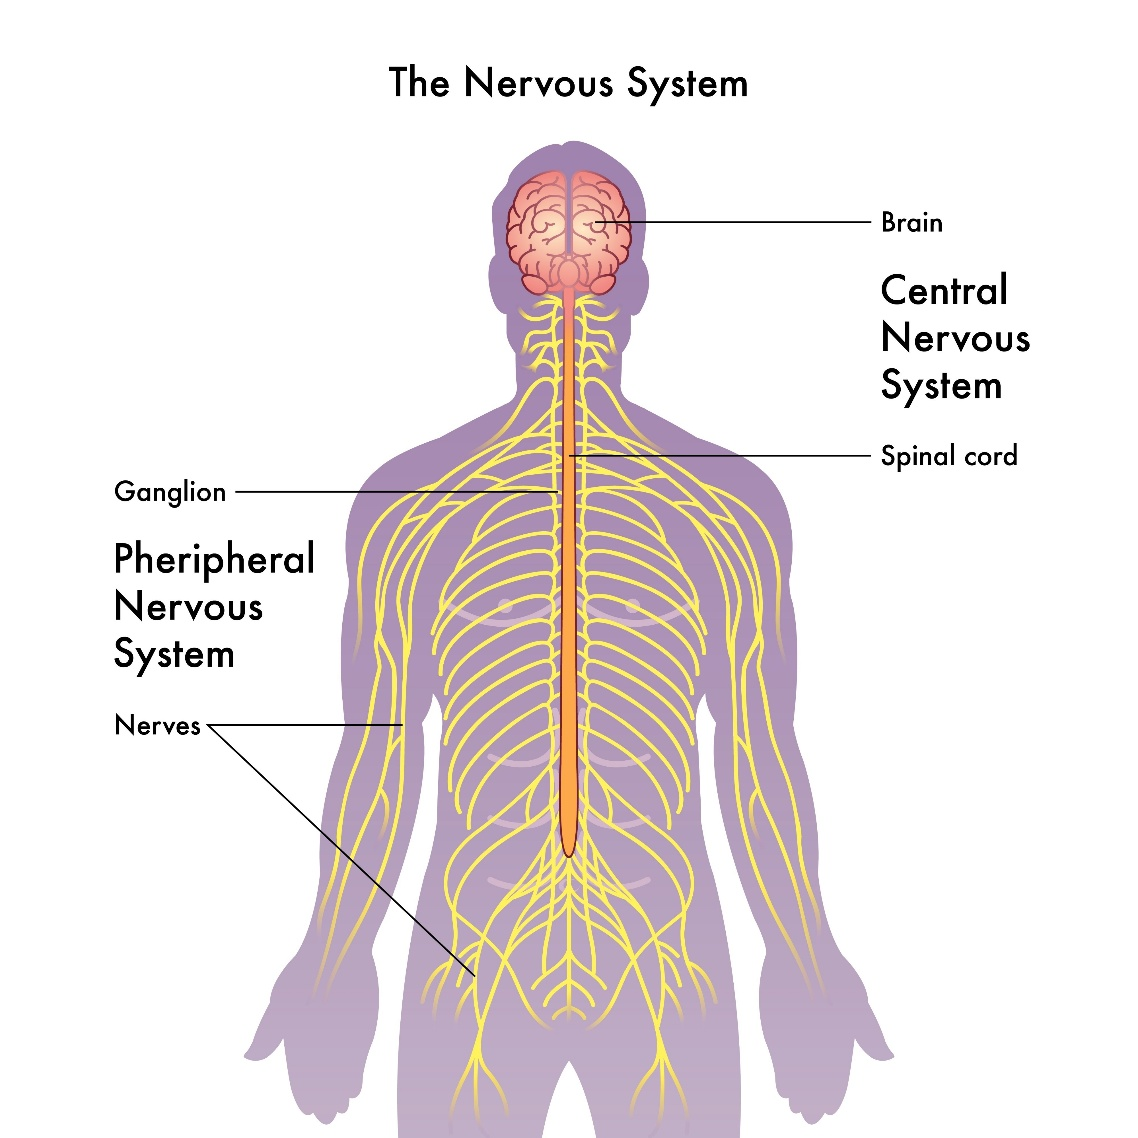 The Nervous System
Brain
Central
Nervous
System
Spinal cord
Ganglion
Pheripheral
Nervous
System
Nerves